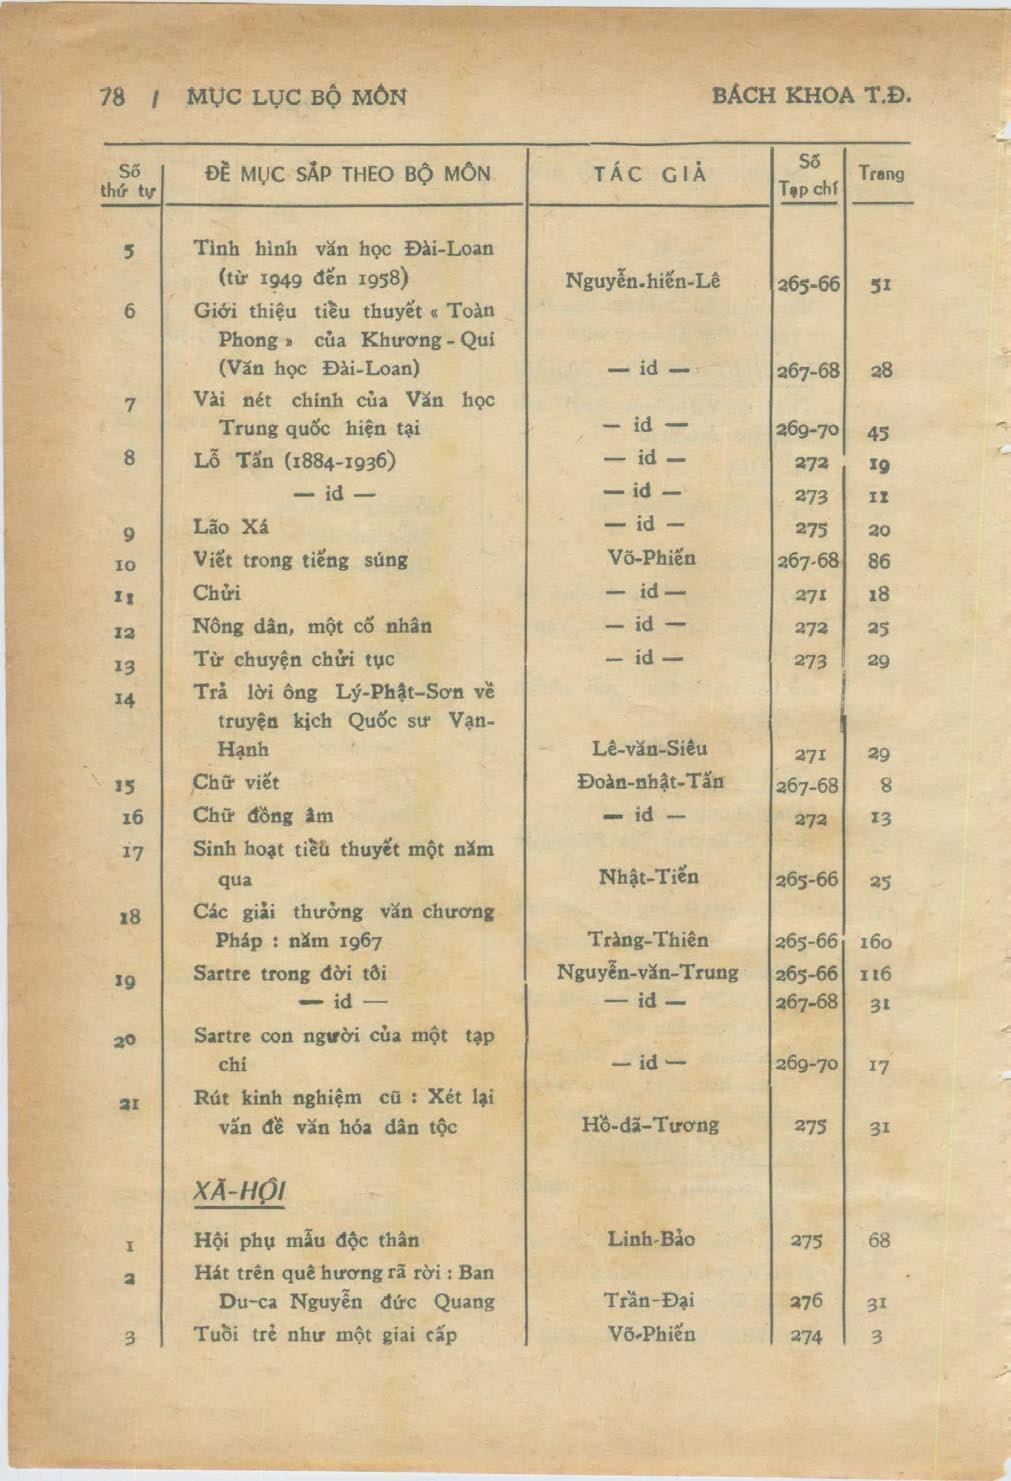 78 / MỤC LỤC BỘ MÔN BÁCH KHOA T.Đ.
Số thứ tự ĐỀ MỤC SẮP THEO BỘ MÔN TÁC GIẢ Số Tạp chí Trang
5 Tình hình văn học Đài-Loan
(từ 1949 đến 1958) Nguyễn-hiến-Lê 265-66 51
6 Giới thiệu tiểu thuyết « Toàn
Phong » của Khương-Quí
(Văn học Đài-Loan) — id — 267-68 28
7 Vài nét chính của Văn học
Trung quốc hiện tại — id — 269-70 45
8 Lỗ Tấn (1884-1936) — id — 272 19
— id — — id — 273 11
9 Lão Xá — id — 275 20
10 Viết trong tiếng súng Võ-Phiến 267-68 86
11 Chửi — id — 271 18
12 Nông dân, một cố nhân — id — 272 25
13 Từ chuyện chửi tục — id — 273 29
14 Trả lời ông Lý-Phật-Sơn về
truyện kịch Quốc sư Vạn-
Hạnh Lê-văn-Siêu 271 29
15 Chữ viết Đoàn-nhật-Tấn 267-68 8
16 Chữ đồng âm — id — 272 13
17 Sinh hoạt tiểu thuyết một năm
qua Nhật-Tiến 265-66 25
18 Các giải thưởng văn chương
Pháp : năm 1967 Tràng-Thiên 265-66 160
19 Sartre trong đời tôi Nguyễn-văn-Trung 265-66 116
— id — — id — 267-68 31
20 Sartre con người của một tạp
chí — id — 269-70 17
21 Rút kinh nghiệm cũ : Xét lại
vấn đề văn hóa dân tộc Hồ-dã-Tương 275 31
XÃ-HỘI
1 Hội phụ mẫu độc thân Linh-Bảo 275 68
2 Hát trên quê hương rã rời : Ban
Du-ca Nguyễn đức Quang Trần-Đại 276 31
3 Tuổi trẻ như một giai cấp Võ-Phiến 274 3